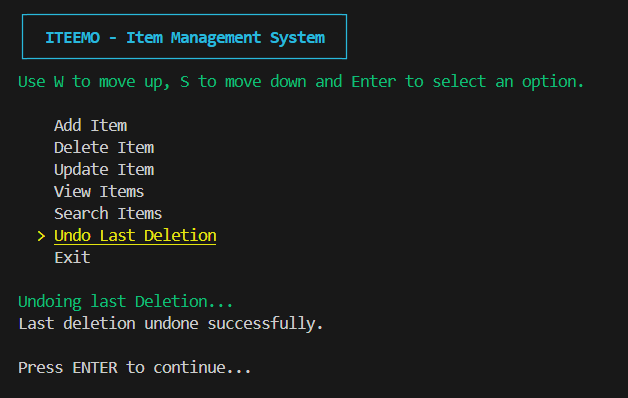 ITEEMO - Item Management System
Use W to move up, S to move down and Enter to select an option.
Add Item
Delete Item
Update Item
View Items
Search Items
> Undo Last Deletion
Exit
Undoing last Deletion...
Last deletion undone successfully.
Press ENTER to continue...